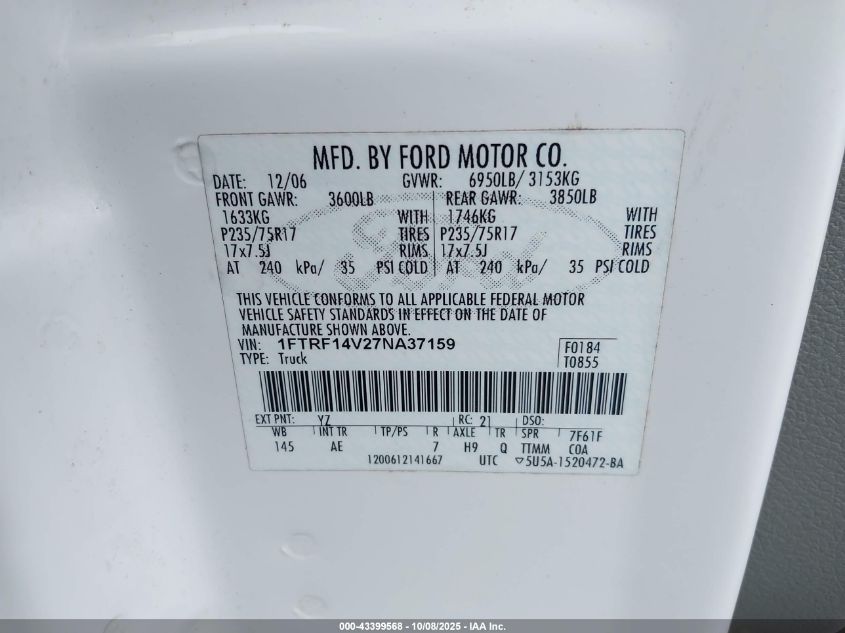 MFD. BY FORD MOTOR CO.
DATE: 12/06 GVWR: 6950LB/ 3153KG
FRONT GAWR: 3600LB REAR GAWR: 3850LB
1633KG WITH 1746KG WITH
P235/75R17 TIRES P235/75R17 TIRES
17x7.5J RIMS 17x7.5J RIMS
AT 240 kPa/ 35 PSI COLD AT 240 kPa/ 35 PSI COLD
THIS VEHICLE CONFORMS TO ALL APPLICABLE FEDERAL MOTOR
VEHICLE SAFETY STANDARDS IN EFFECT ON THE DATE OF
MANUFACTURE SHOWN ABOVE.
VIN: 1FTRF14V27NA37159 F0184
TYPE: Truck T0855
EXT PNT: YZ RC: 21 DSO:
WB INT TR TP/PS R AXLE TR SPR 7F61F
145 AE 7 H9 Q TTMM COA
1200612141667 UTC ▽5U5A-1520472-BA
000-43399568 - 10/08/2025 - IAA Inc.